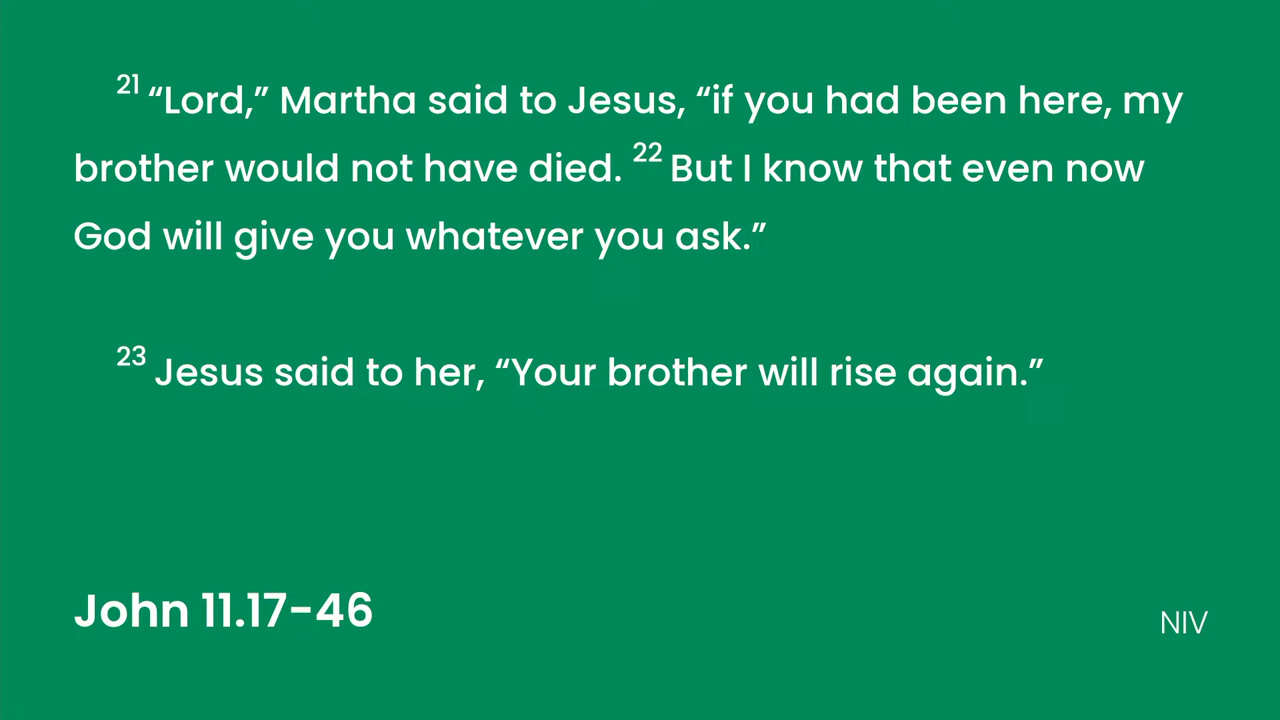 21 “Lord,” Martha said to Jesus, “if you had been here, my
brother would not have died. 22 But I know that even now
God will give you whatever you ask.”
23 Jesus said to her, “Your brother will rise again.”
John 11.17-46
NIV